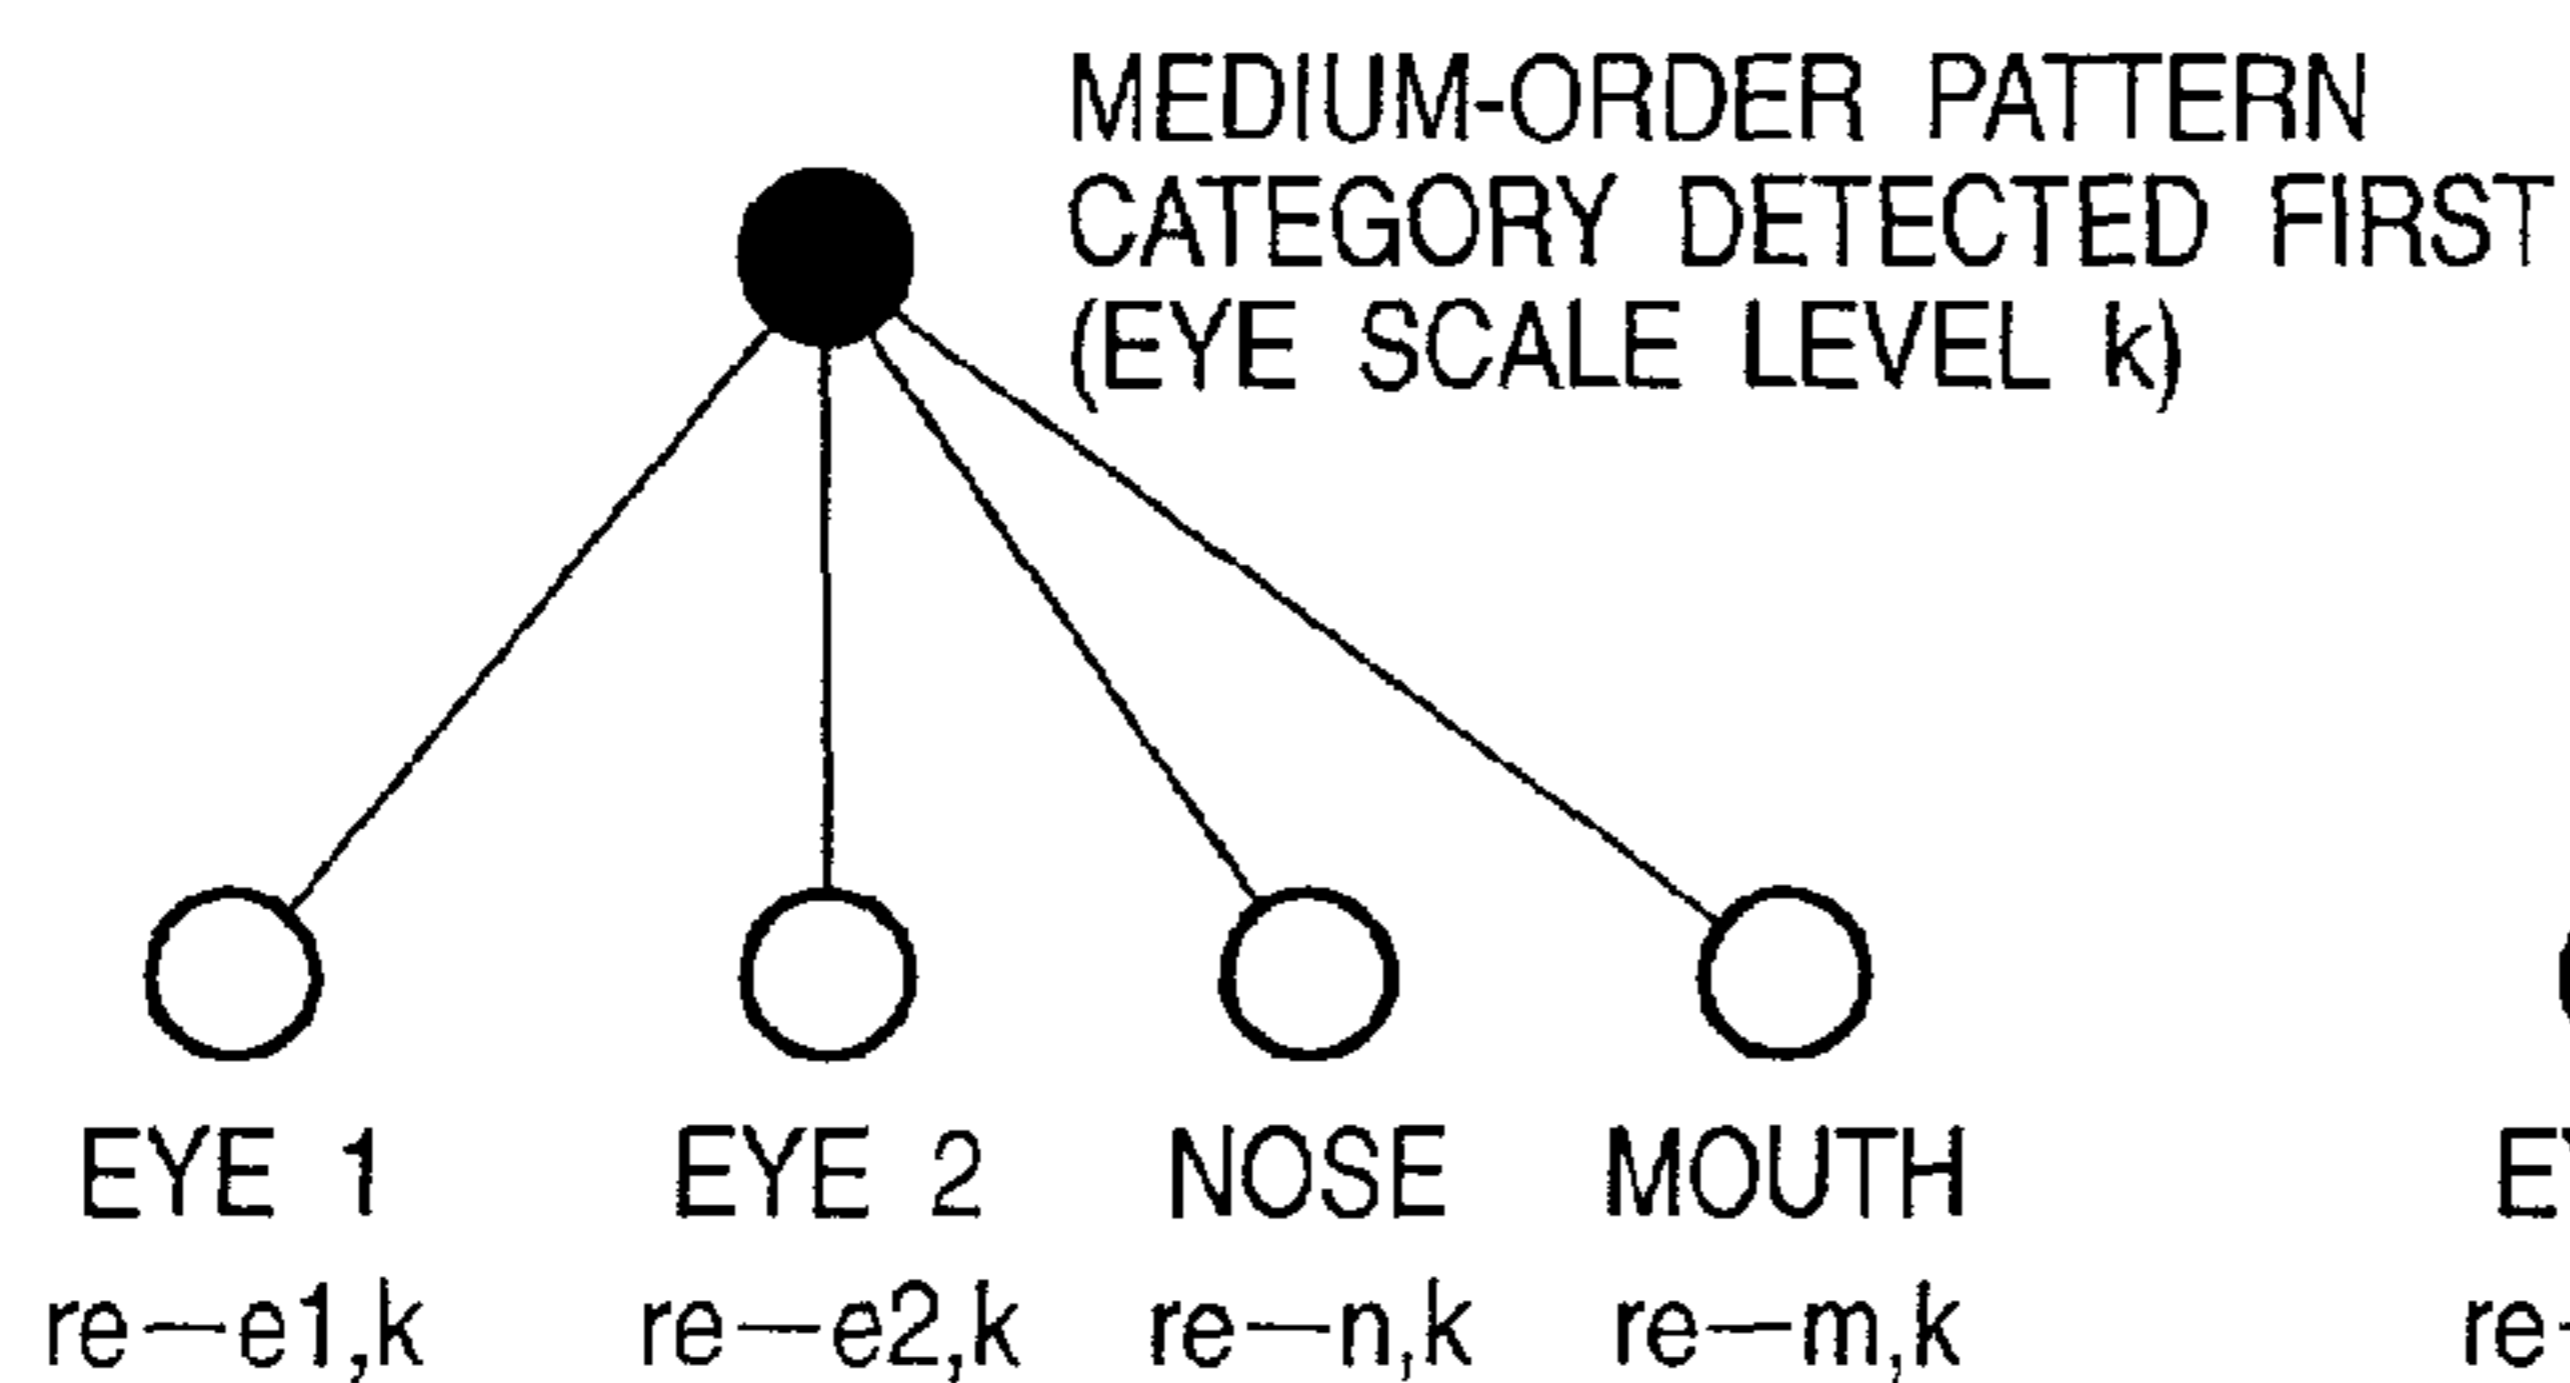 MEDIUM-ORDER PATTERN
CATEGORY DETECTED FIRST
(EYE SCALE LEVEL k)
EYE 1 EYE 2 NOSE MOUTH
re—e1,k re—e2,k re—n,k re—m,k